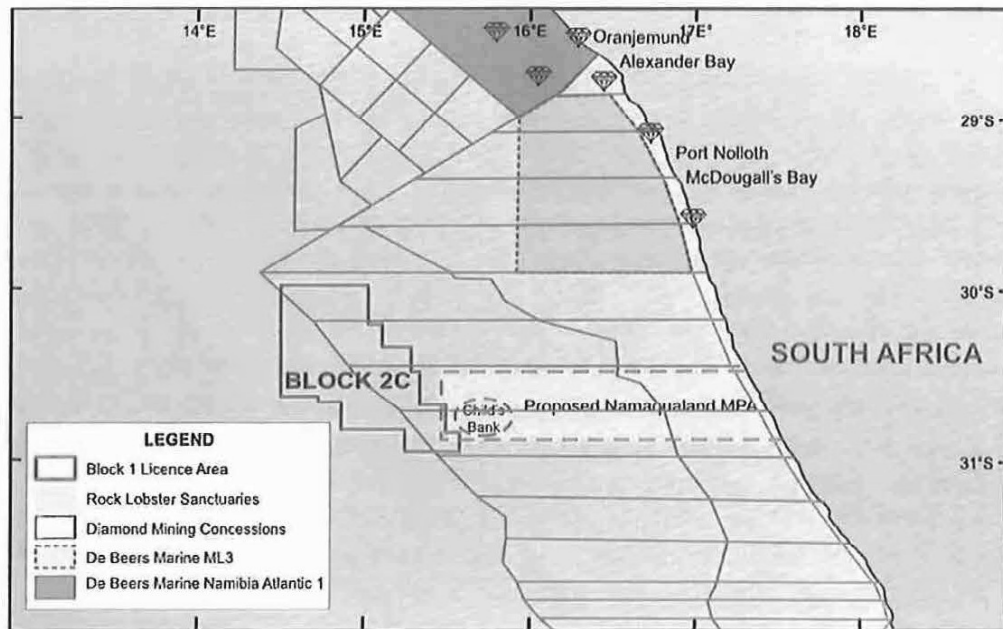 14°E
15°E
16°E
17°E
18°E
Oranjemund
Alexander Bay
29°S
Port Nolloth
McDougall's Bay
30°S
SOUTH AFRICA
BLOCK 2C
Child's
Bank
Proposed Namaqualand MPA
31°S
LEGEND
Block 1 Licence Area
Rock Lobster Sanctuaries
Diamond Mining Concessions
De Beers Marine ML3
De Beers Marine Namibia Atlantic 1